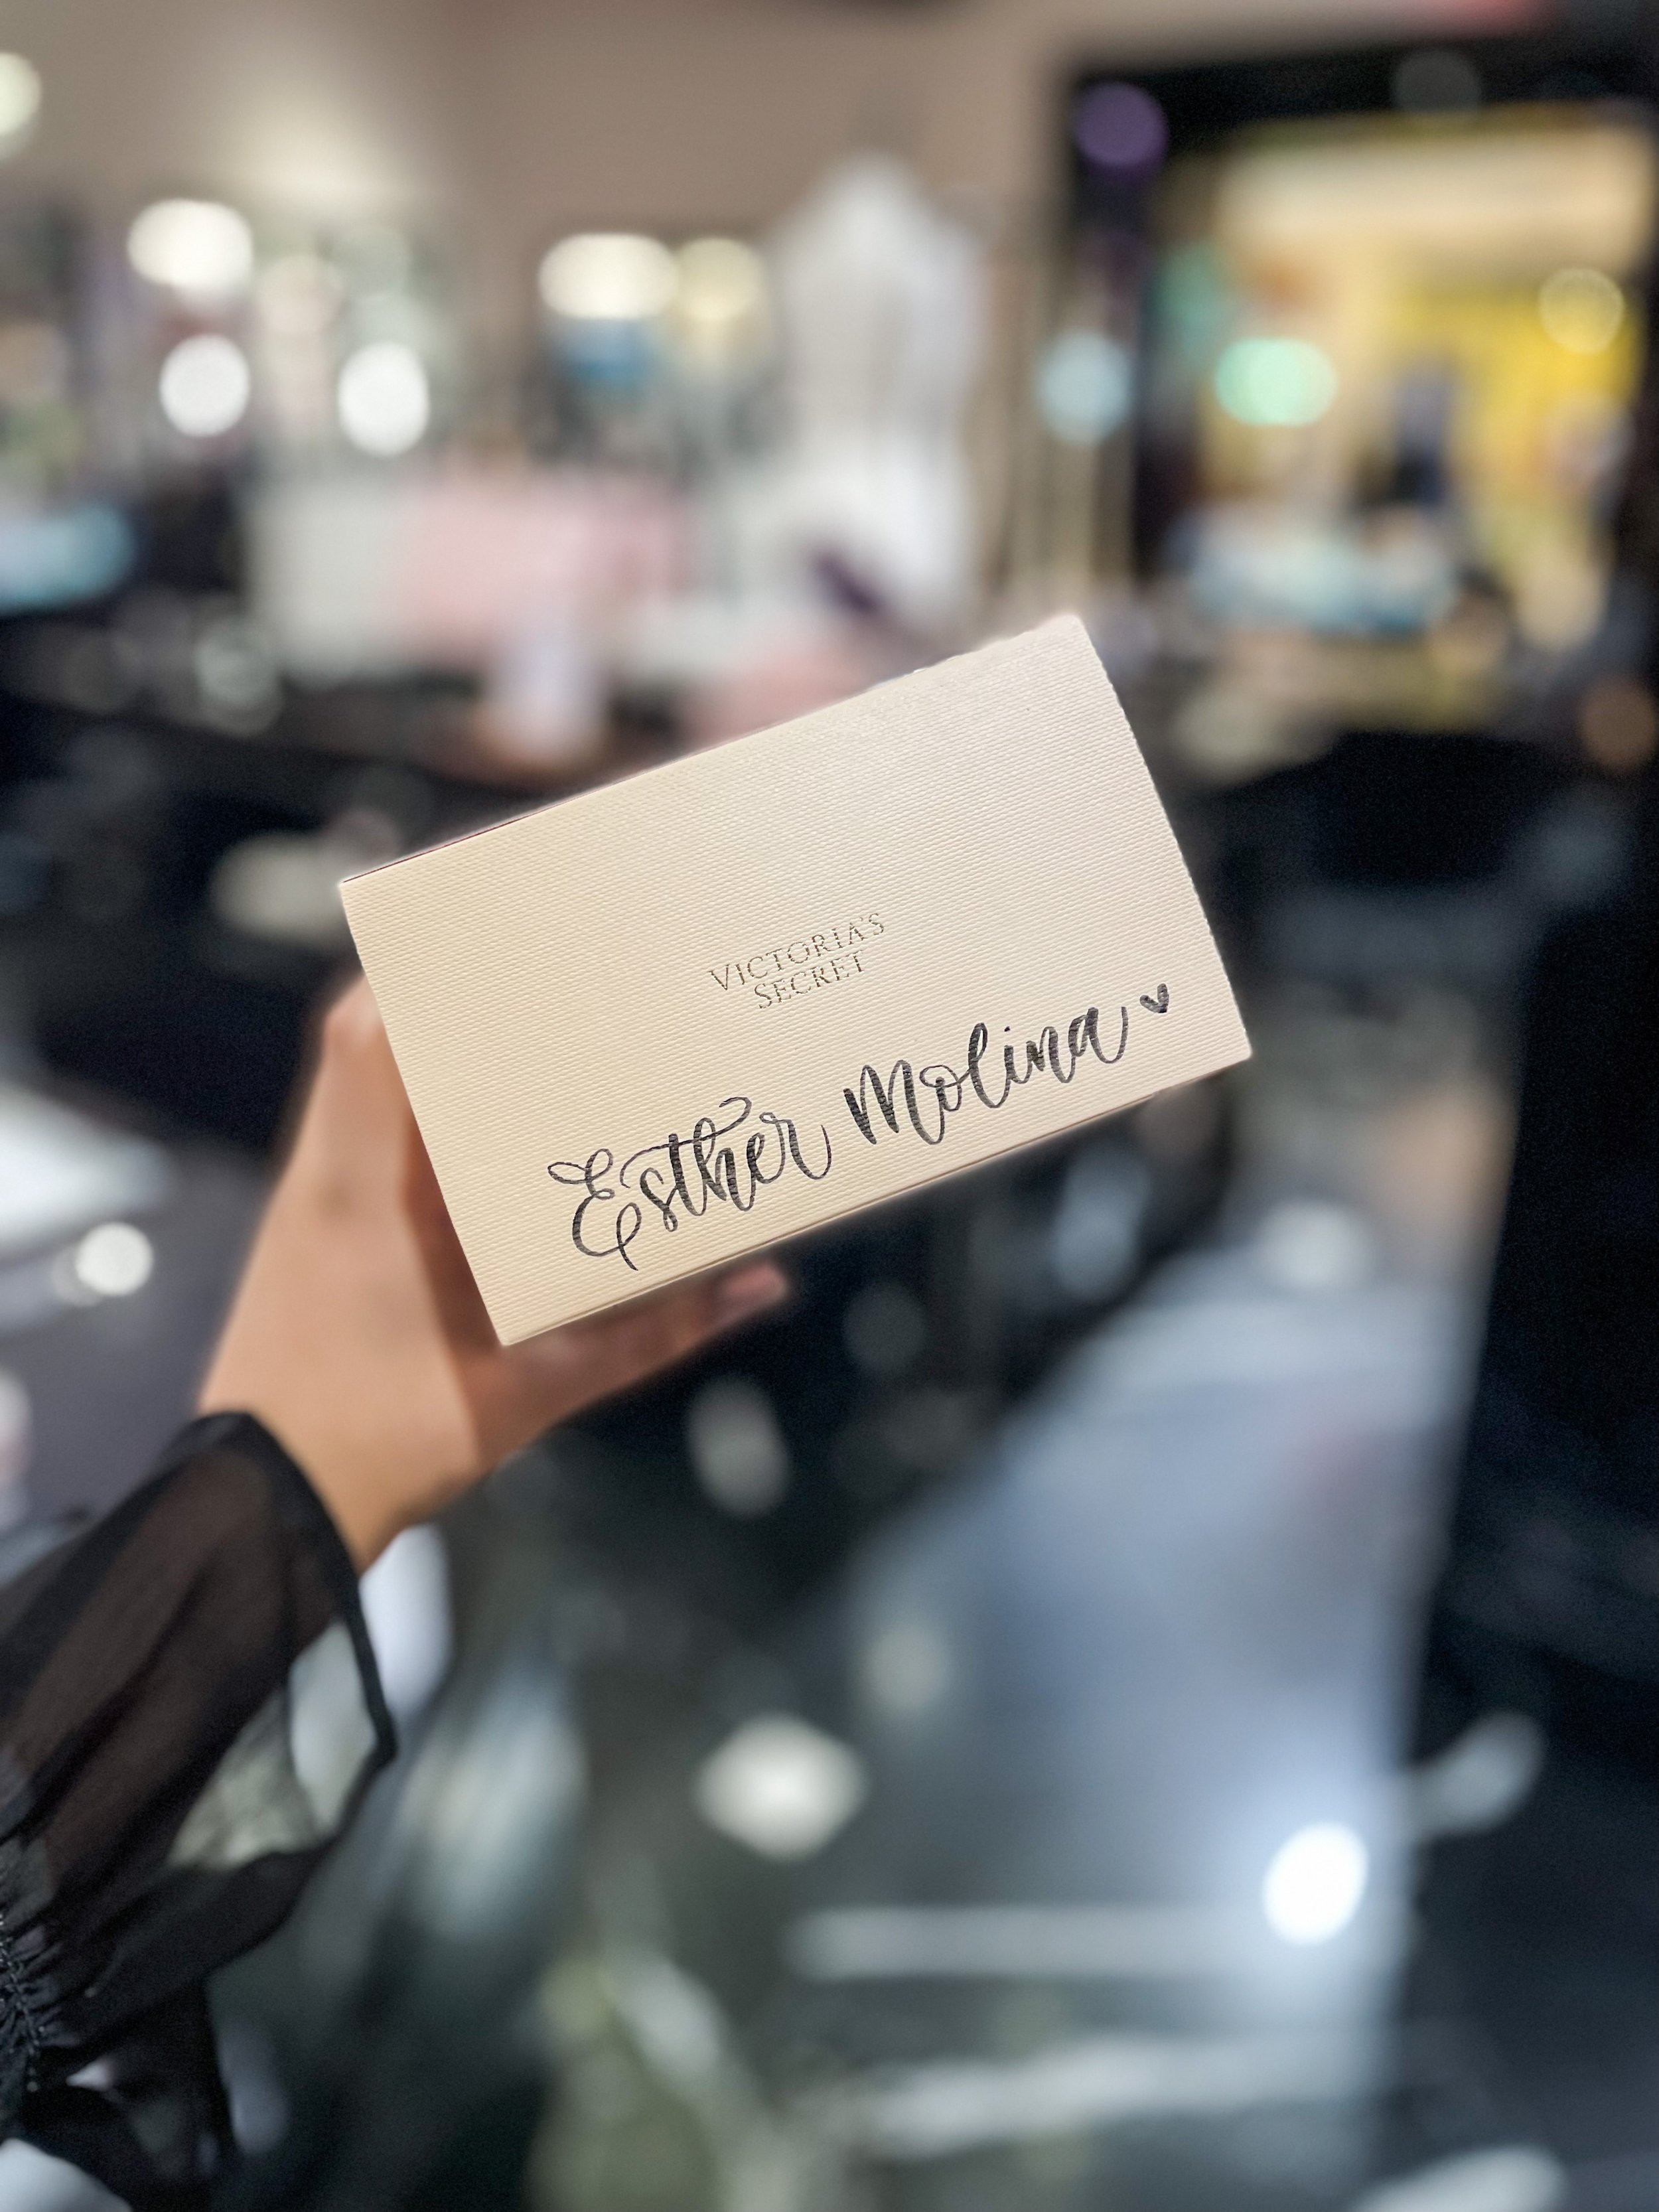 VICTORIA'S
SECRET
Esther Molina ♥